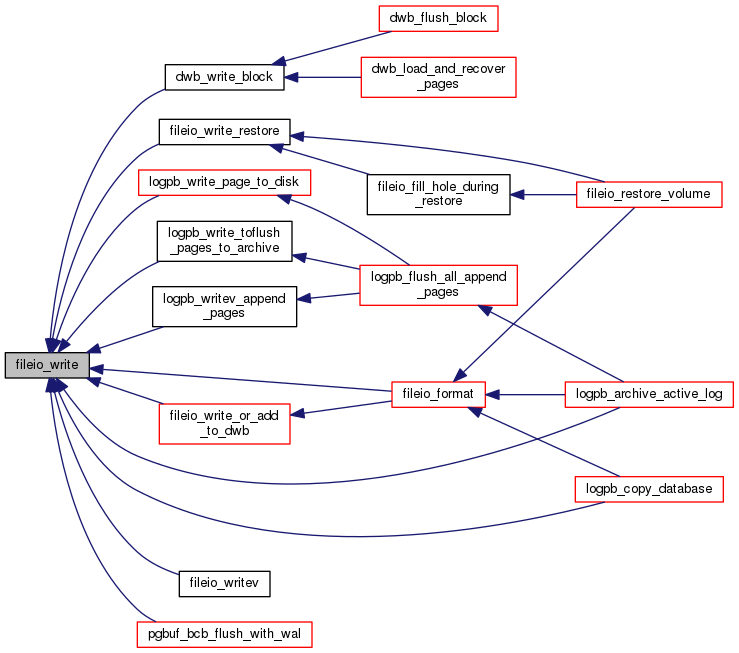 dwb_flush_block
dwb_write_block
dwb_load_and_recover
_pages
fileio_write_restore
logpb_write_page_to_disk
fileio_fill_hole_during
_restore
fileio_restore_volume
logpb_write_toflush
_pages_to_archive
logpb_flush_all_append
_pages
logpb_writev_append
_pages
fileio_write
fileio_format
logpb_archive_active_log
fileio_write_or_add
_to_dwb
logpb_copy_database
fileio_writev
pgbuf_bcb_flush_with_wal